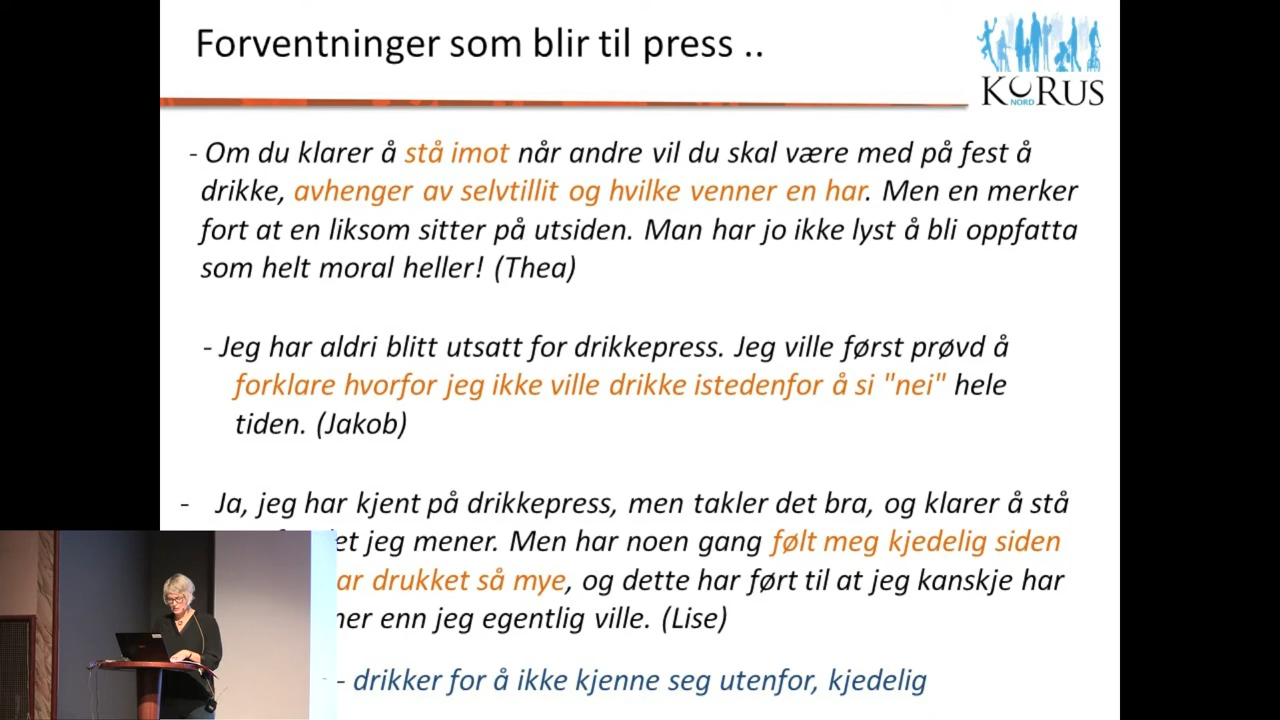 Forventninger som blir til press ..
KORUS
NORD
- Om du klarer å stå imot når andre vil du skal være med på fest å
drikke, avhenger av selvtillit og hvilke venner en har. Men en merker
fort at en liksom sitter på utsiden. Man har jo ikke lyst å bli oppfatta
som helt moral heller! (Thea)
- Jeg har aldri blitt utsatt for drikkepress. Jeg ville først prøvd å
forklare hvorfor jeg ikke ville drikke istedenfor å si "nei" hele
tiden. (Jakob)
- Ja, jeg har kjent på drikkepress, men takler det bra, og klarer å stå
jeg mener. Men har noen gang følt meg kjedelig siden
drukket så mye, og dette har ført til at jeg kanskje har
enn jeg egentlig ville. (Lise)
- drikker for å ikke kjenne seg utenfor, kjedelig